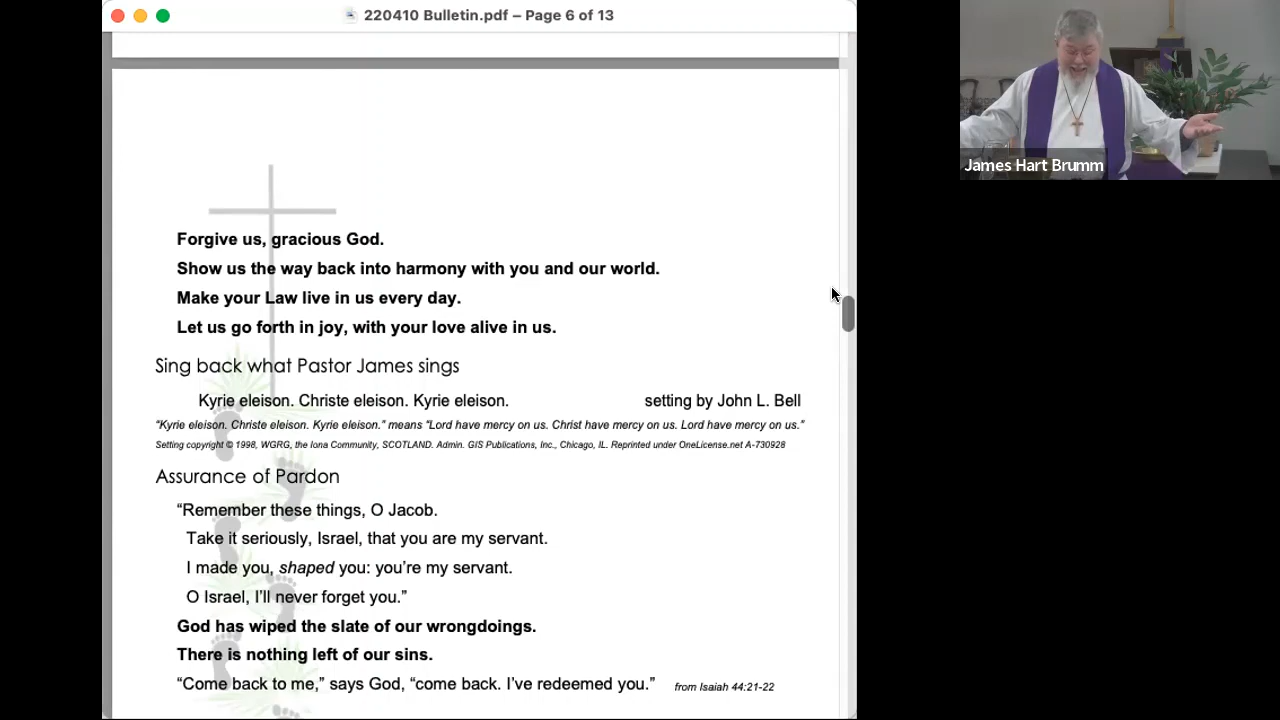 220410 Bulletin.pdf – Page 6 of 13
James Hart Brumm
Forgive us, gracious God.
Show us the way back into harmony with you and our world.
Make your Law live in us every day.
Let us go forth in joy, with your love alive in us.
Sing back what Pastor James sings
Kyrie eleison. Christe eleison. Kyrie eleison. setting by John L. Bell
“Kyrie eleison. Christe eleison. Kyrie eleison.” means “Lord have mercy on us. Christ have mercy on us. Lord have mercy on us.”
Setting copyright © 1998, WGRG, the Iona Community, SCOTLAND. Admin. GIS Publications, Inc., Chicago, IL. Reprinted under OneLicense.net A-730928
Assurance of Pardon
“Remember these things, O Jacob.
Take it seriously, Israel, that you are my servant.
I made you, shaped you: you’re my servant.
O Israel, I’ll never forget you.”
God has wiped the slate of our wrongdoings.
There is nothing left of our sins.
“Come back to me,” says God, “come back. I’ve redeemed you.” from Isaiah 44:21-22